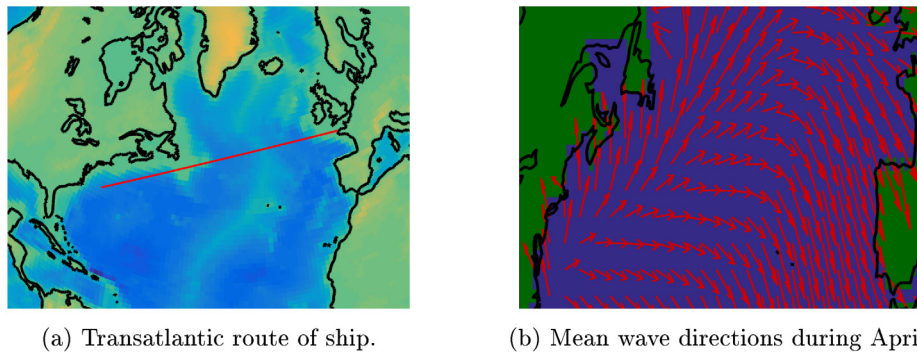 (a) Transatlantic route of ship.
(b) Mean wave directions during Apri